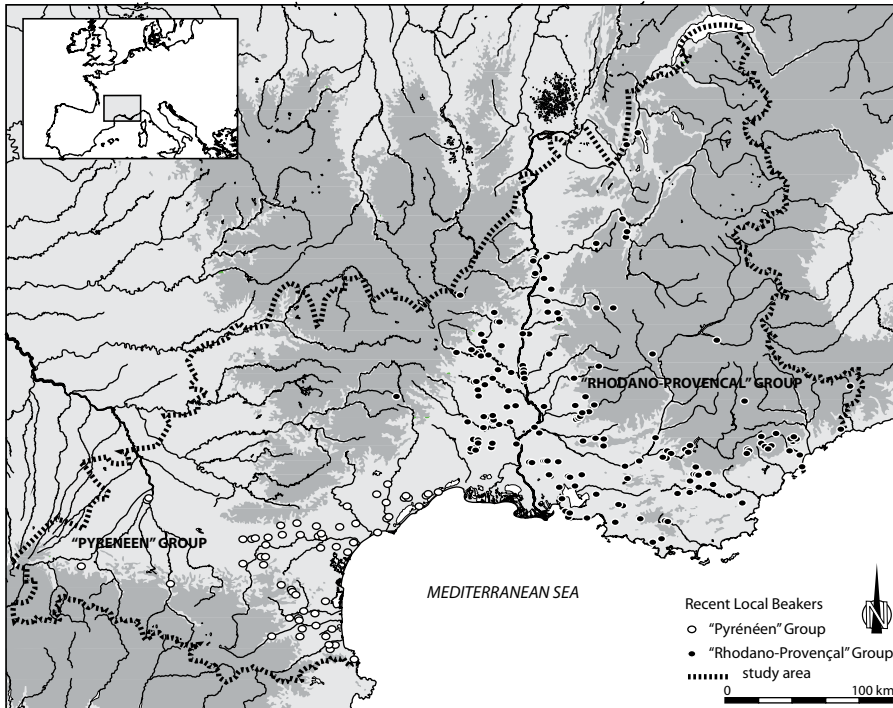 "RHODANO-PROVENCAL" GROUP
"PYRENEEN" GROUP
MEDITERRANEAN SEA
N
Recent Local Beakers
"Pyrénéen" Group
"Rhodano-Provençal" Group
study area
0 100 km